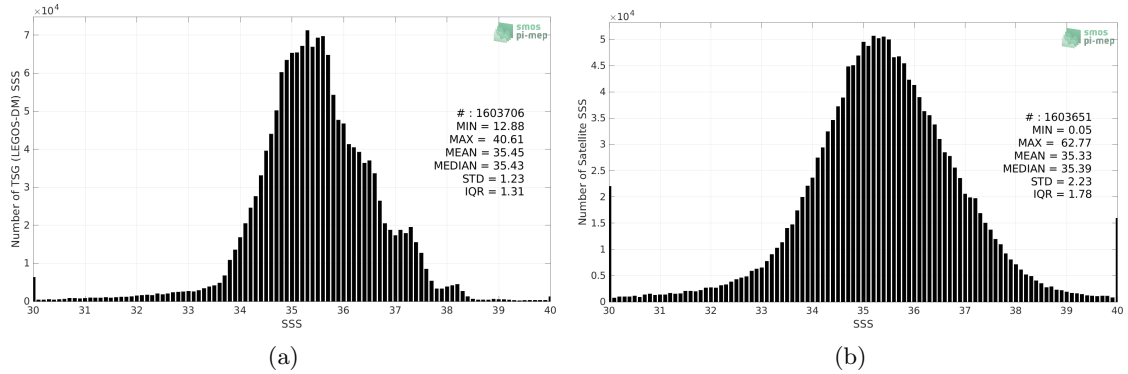 ×10⁴
7
6
5
4
3
2
1
0
30 31 32 33 34 35 36 37 38 39 40
SSS
Number of TSG (LEGOS-DM) SSS
smos
pi-mep
# : 1603706
MIN = 12.88
MAX = 40.61
MEAN = 35.45
MEDIAN = 35.43
STD = 1.23
IQR = 1.31
(a)
×10⁴
5
4.5
4
3.5
3
2.5
2
1.5
1
0.5
0
30 31 32 33 34 35 36 37 38 39 40
SSS
Number of Satellite SSS
smos
pi-mep
# : 1603651
MIN = 0.05
MAX = 62.77
MEAN = 35.33
MEDIAN = 35.39
STD = 2.23
IQR = 1.78
(b)